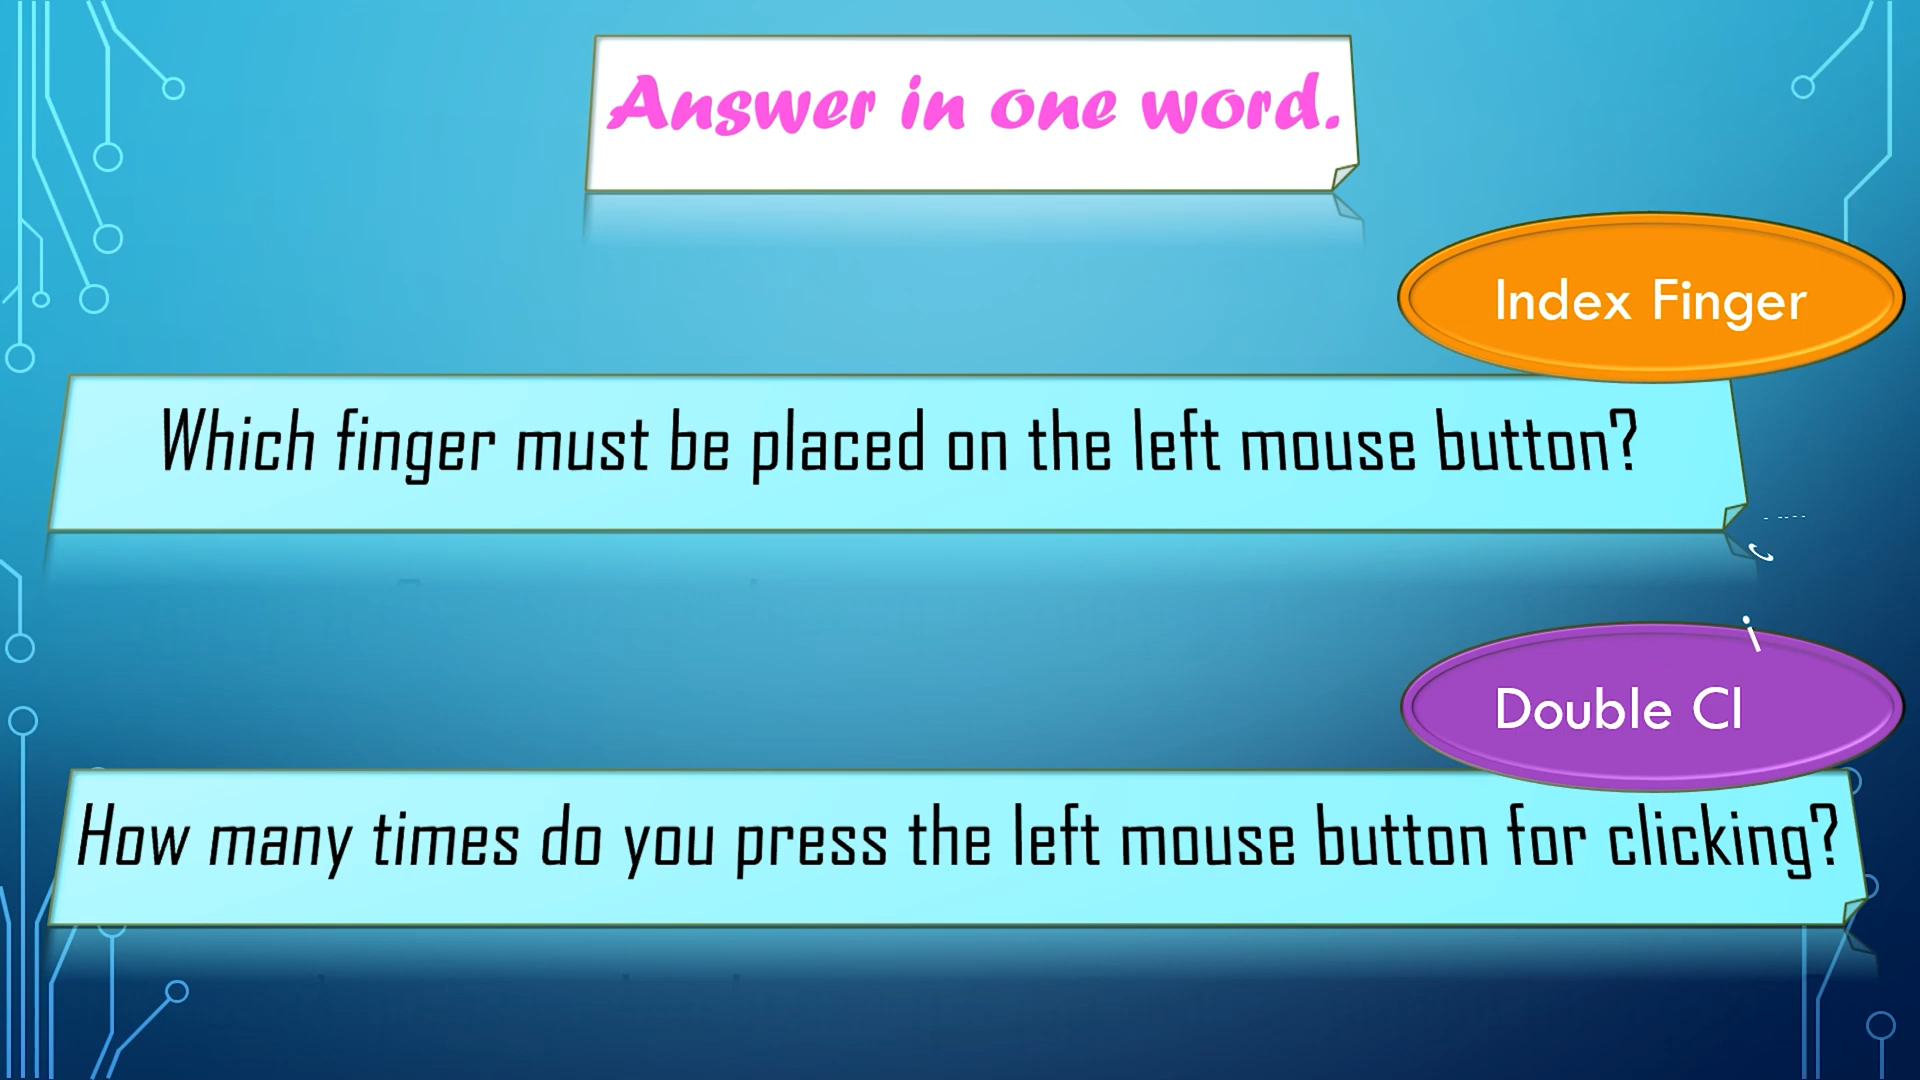 Answer in one word.
Index Finger
Which finger must be placed on the left mouse button?
Double Cl
How many times do you press the left mouse button for clicking?